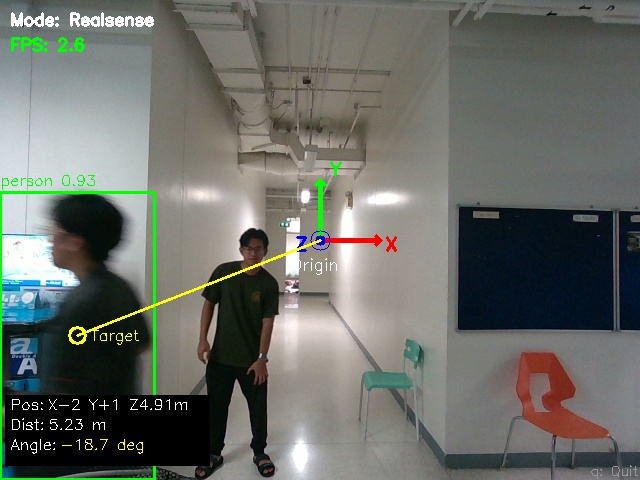 Mode: Realsense
FPS: 2.6
person 0.93
Y
Z
X
Origin
Target
a
Double A
A
Pos: X-2 Y+1 Z4.91m
Dist: 5.23 m
Angle: -18.7 deg
q: Quit